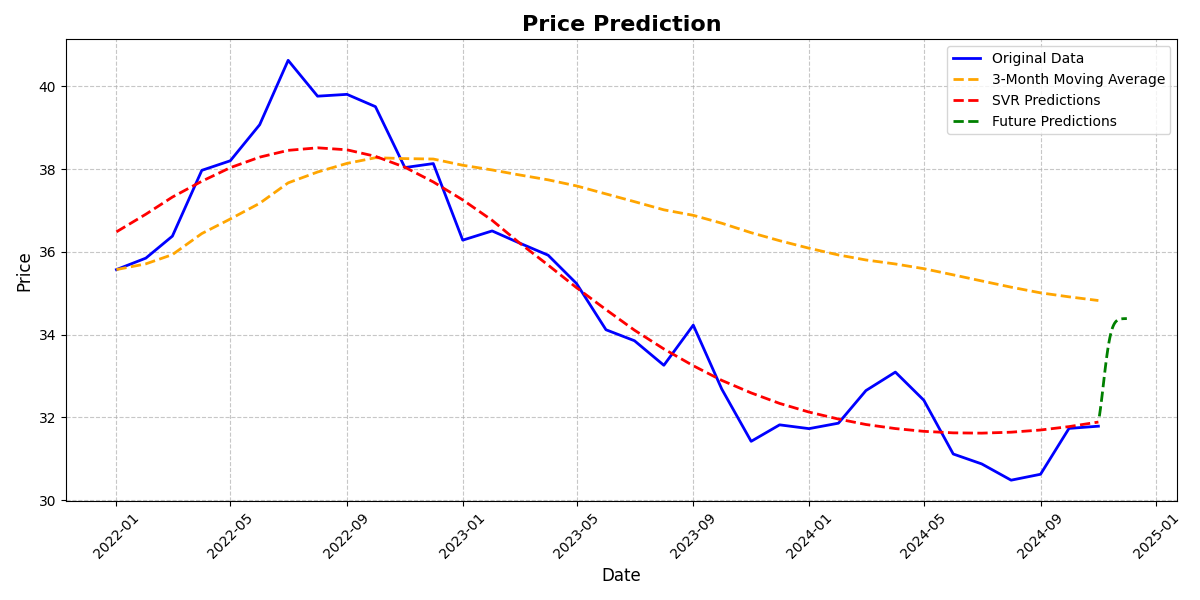 Price Prediction
Original Data
3-Month Moving Average
SVR Predictions
Future Predictions
Price
40
38
36
34
32
30
2022-01
2022-05
2022-09
2023-01
2023-05
2023-09
2024-01
2024-05
2024-09
2025-01
Date